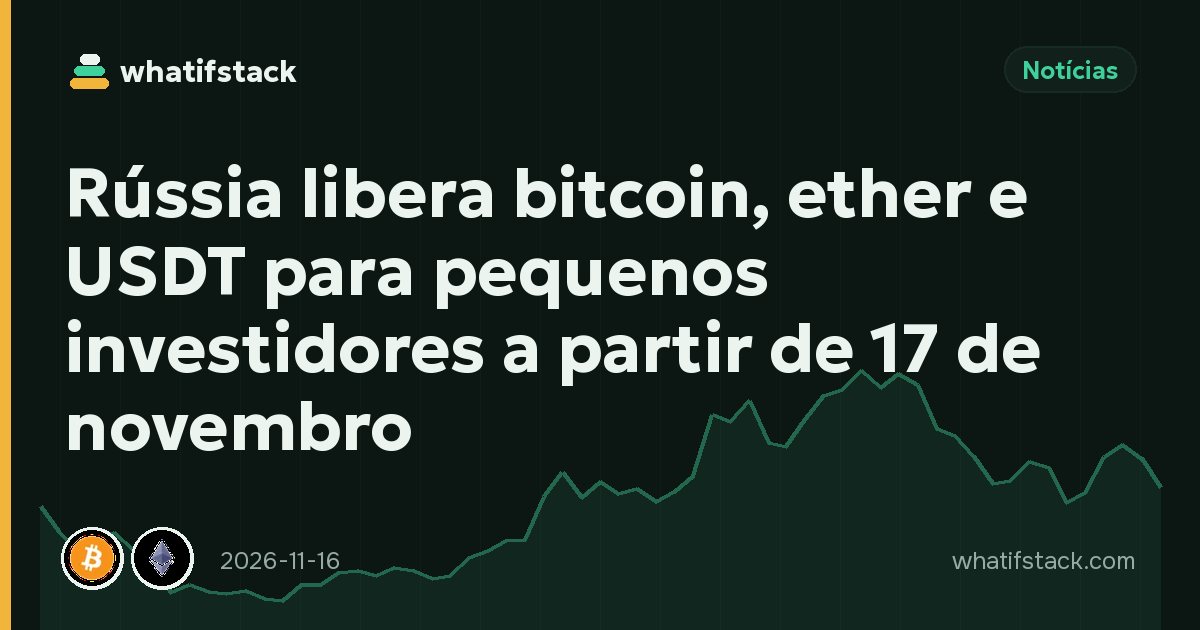 whatifstack
Notícias
Rússia libera bitcoin, ether e
USDT para pequenos
investidores a partir de 17 de
novembro
2026-11-16
whatifstack.com